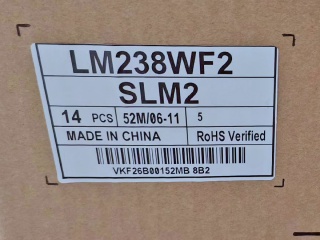 LM238WF2
SLM2
14 PCS 52M/06-11 5
MADE IN CHINA RoHS Verified
VKF26B00152MB 8B2